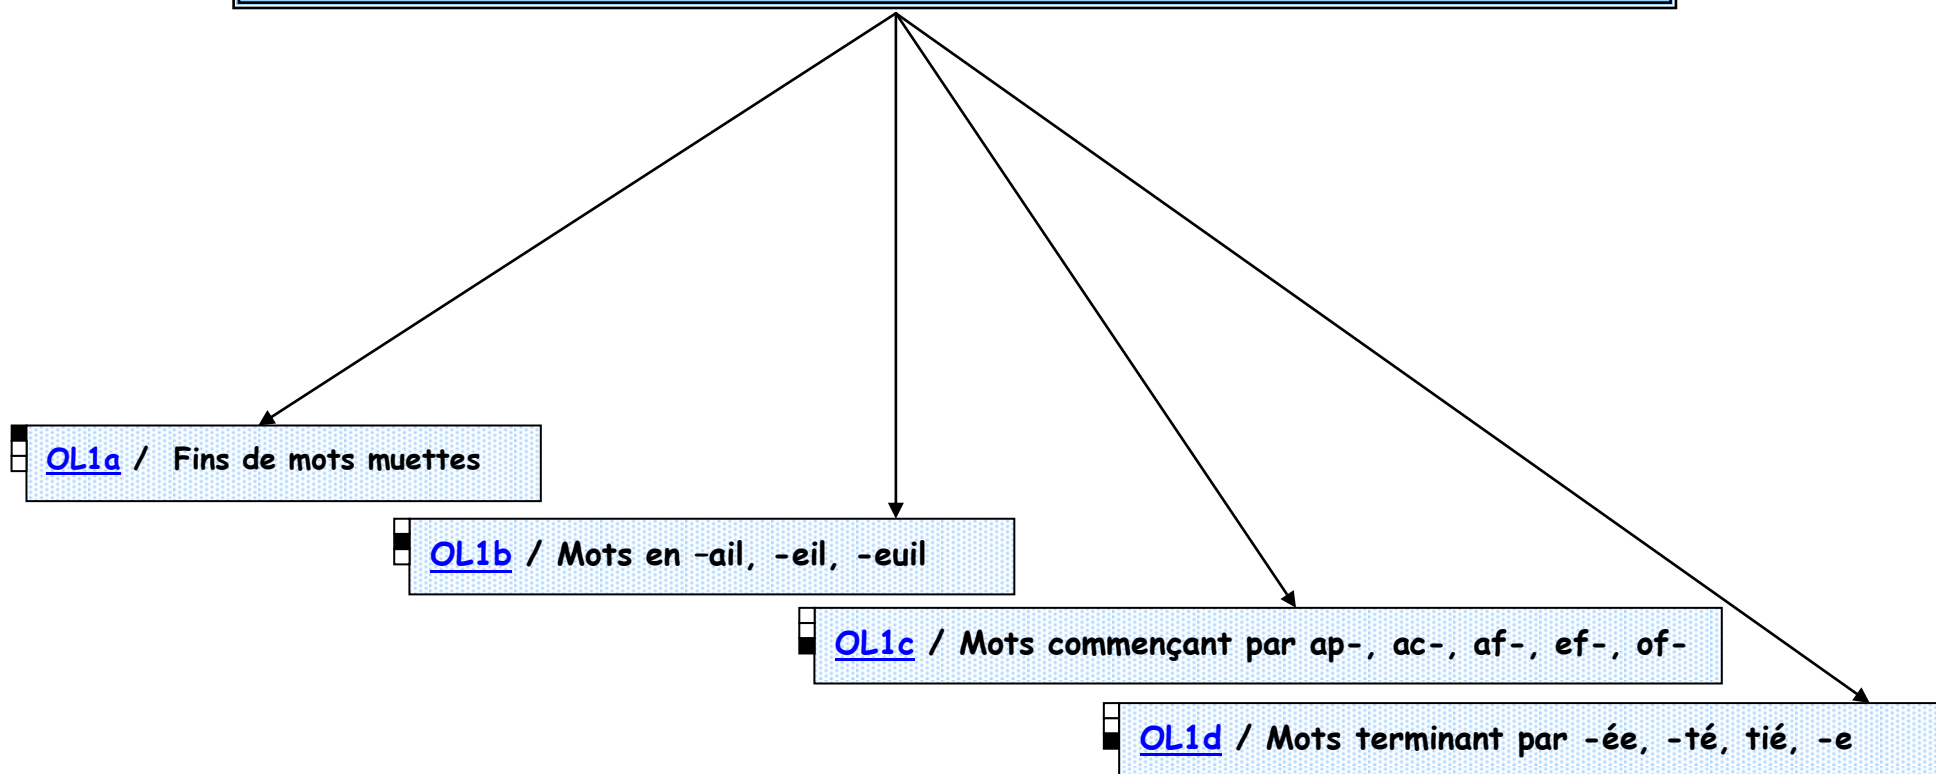 OL1a / Fins de mots muettes
OL1b / Mots en –ail, -eil, -euil
OL1c / Mots commençant par ap-, ac-, af-, ef-, of-
OL1d / Mots terminant par -ée, -té, tié, -e